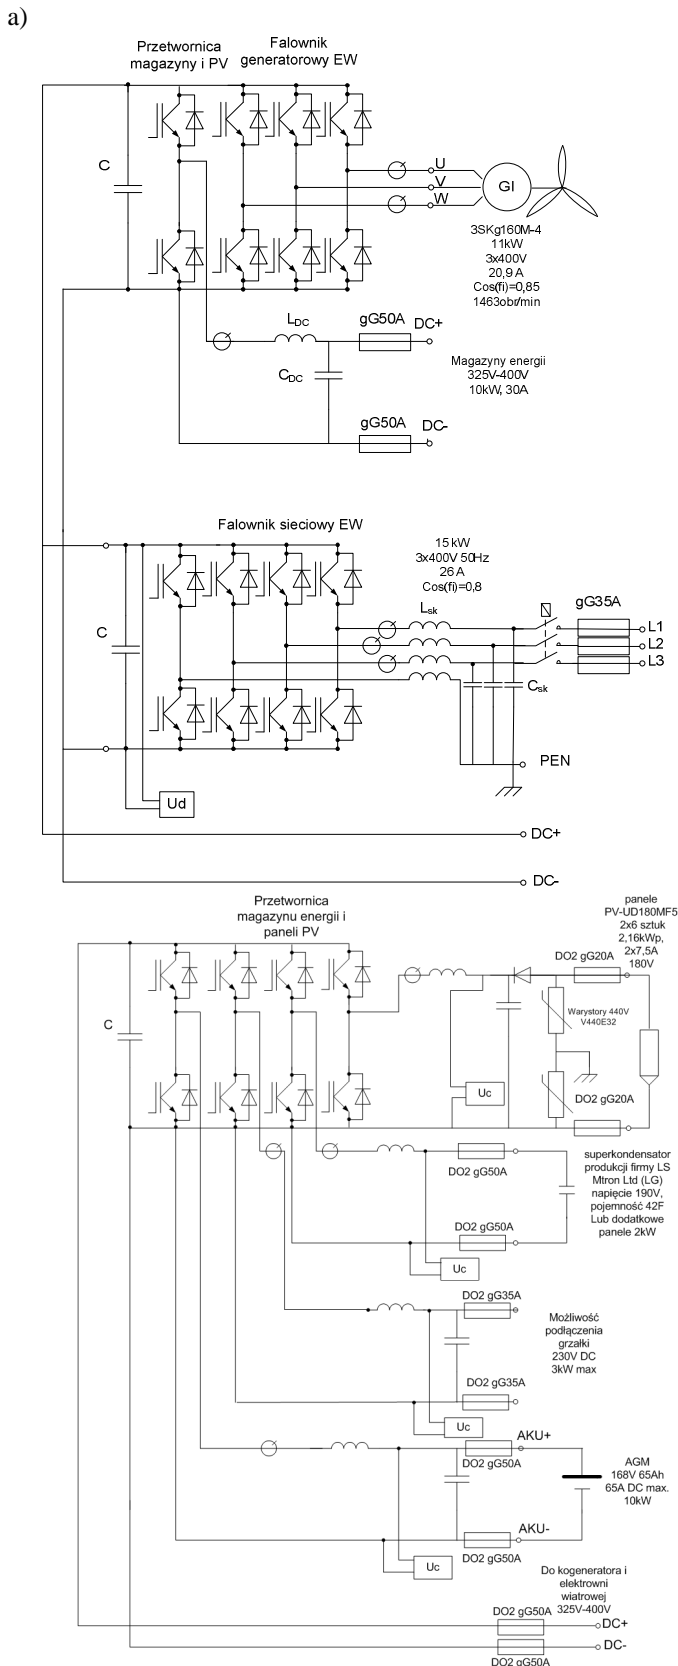 a)
Przetwornica
magazyny i PV
Falownik
generatorowy EW
C
U
V
W
GI
3SKg160M-4
11kW
3x400V
20,9 A
Cos(fi)=0,85
1463obr/min
LDC
gG50A
DC+
CDC
Magazyny energii
325V-400V
10kW, 30A
gG50A
DC-
Falownik sieciowy EW
15 kW
3x400V 50Hz
26 A
Cos(fi)=0,8
Lsk
gG35A
L1
L2
L3
C
Csk
PEN
Ud
DC+
DC-
Przetwornica
magazynu energii i
paneli PV
panele
PV-UD180MF5
2x6 sztuk
2,16kWp,
2x7,5A
180V
DO2 gG20A
C
Warystory 440V
V440E32
Uc
DO2 gG20A
DO2 gG50A
superkondensator
produkcji firmy LS
Mtron Ltd (LG)
napięcie 190V,
pojemność 42F
Lub dodatkowe
panele 2kW
DO2 gG50A
Uc
DO2 gG35A
Możliwość
podłączenia
grzałki
230V DC
3kW max
DO2 gG35A
Uc
AKU+
DO2 gG50A
AGM
168V 65Ah
65A DC max.
10kW
AKU-
DO2 gG50A
Uc
Do kogeneratora i
elektrowni
wiatrowej
325V-400V
DO2 gG50A
DC+
DC-
DO2 gG50A